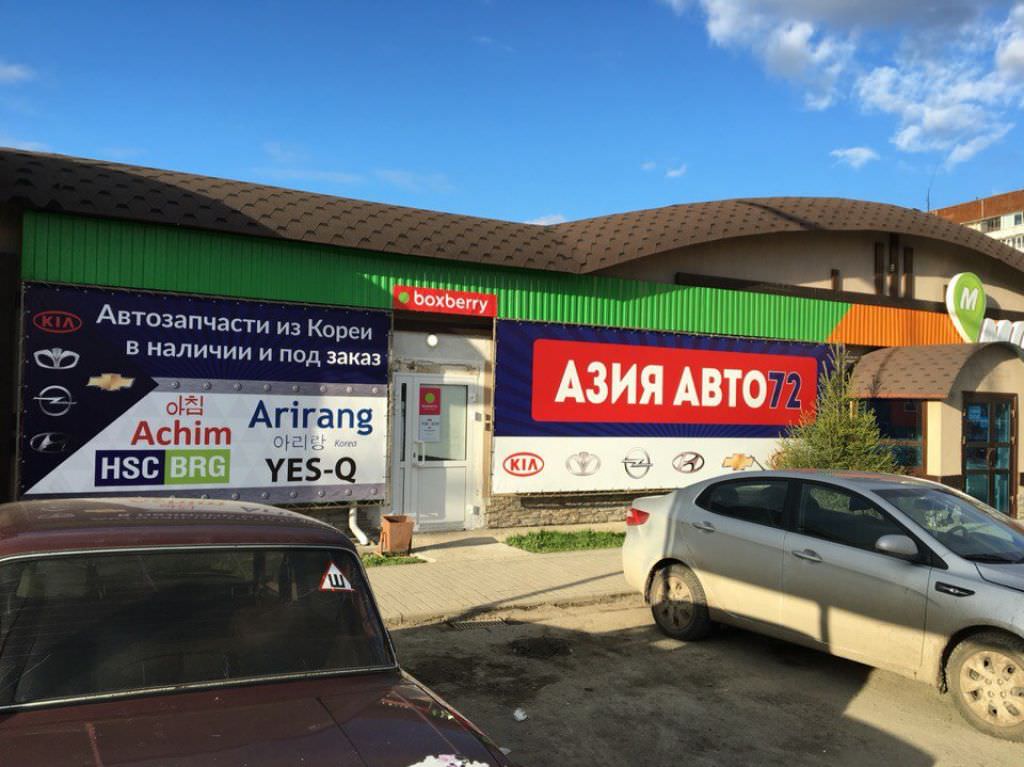 boxberry
KIA
Автозапчасти из Кореи
в наличии и под заказ
아침
Achim
HSC BRG
Arirang
아리랑 Korea
YES-Q
АЗИЯ АВТО72
KIA
М
Ш